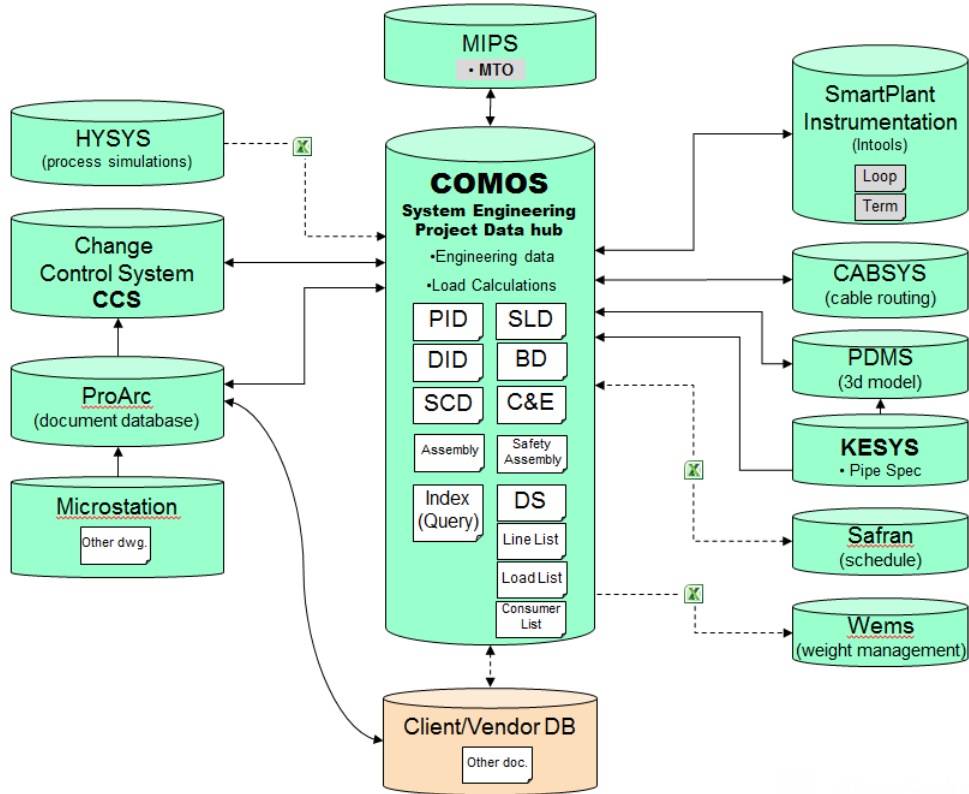 MIPS
• MTO
HYSYS
(process simulations)
Change
Control System
CCS
ProArc
(document database)
Microstation
Other dwg.
COMOS
System Engineering
Project Data hub
•Engineering data
•Load Calculations
PID
SLD
DID
BD
SCD
C&E
Assembly
Safety
Assembly
Index
(Query)
DS
Line List
Load List
Consumer
List
SmartPlant
Instrumentation
(Intools)
Loop
Term
CABSYS
(cable routing)
PDMS
(3d model)
KESYS
• Pipe Spec
Safran
(schedule)
Wems
(weight management)
Client/Vendor DB
Other doc.